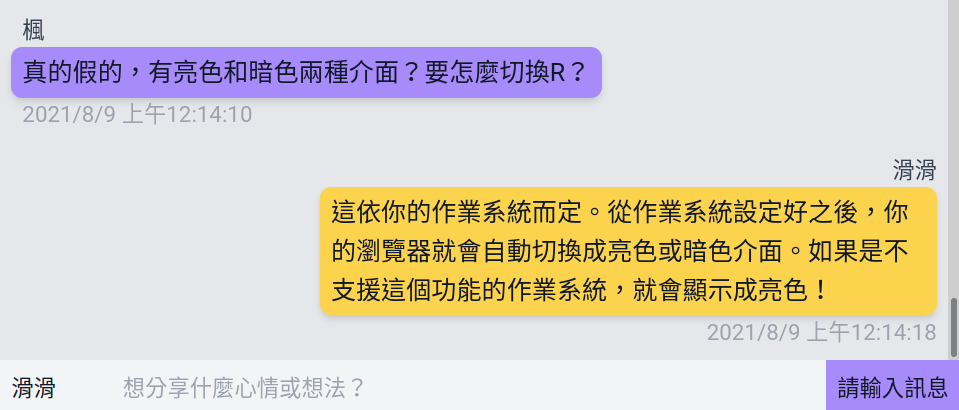 楓
真的假的，有亮色和暗色兩種介面？要怎麼切換R？
2021/8/9 上午12:14:10
滑滑
這依你的作業系統而定。從作業系統設定好之後，你
的瀏覽器就會自動切換成亮色或暗色介面。如果是不
支援這個功能的作業系統，就會顯示成亮色！
2021/8/9 上午12:14:18
滑滑
想分享什麼心情或想法？
請輸入訊息